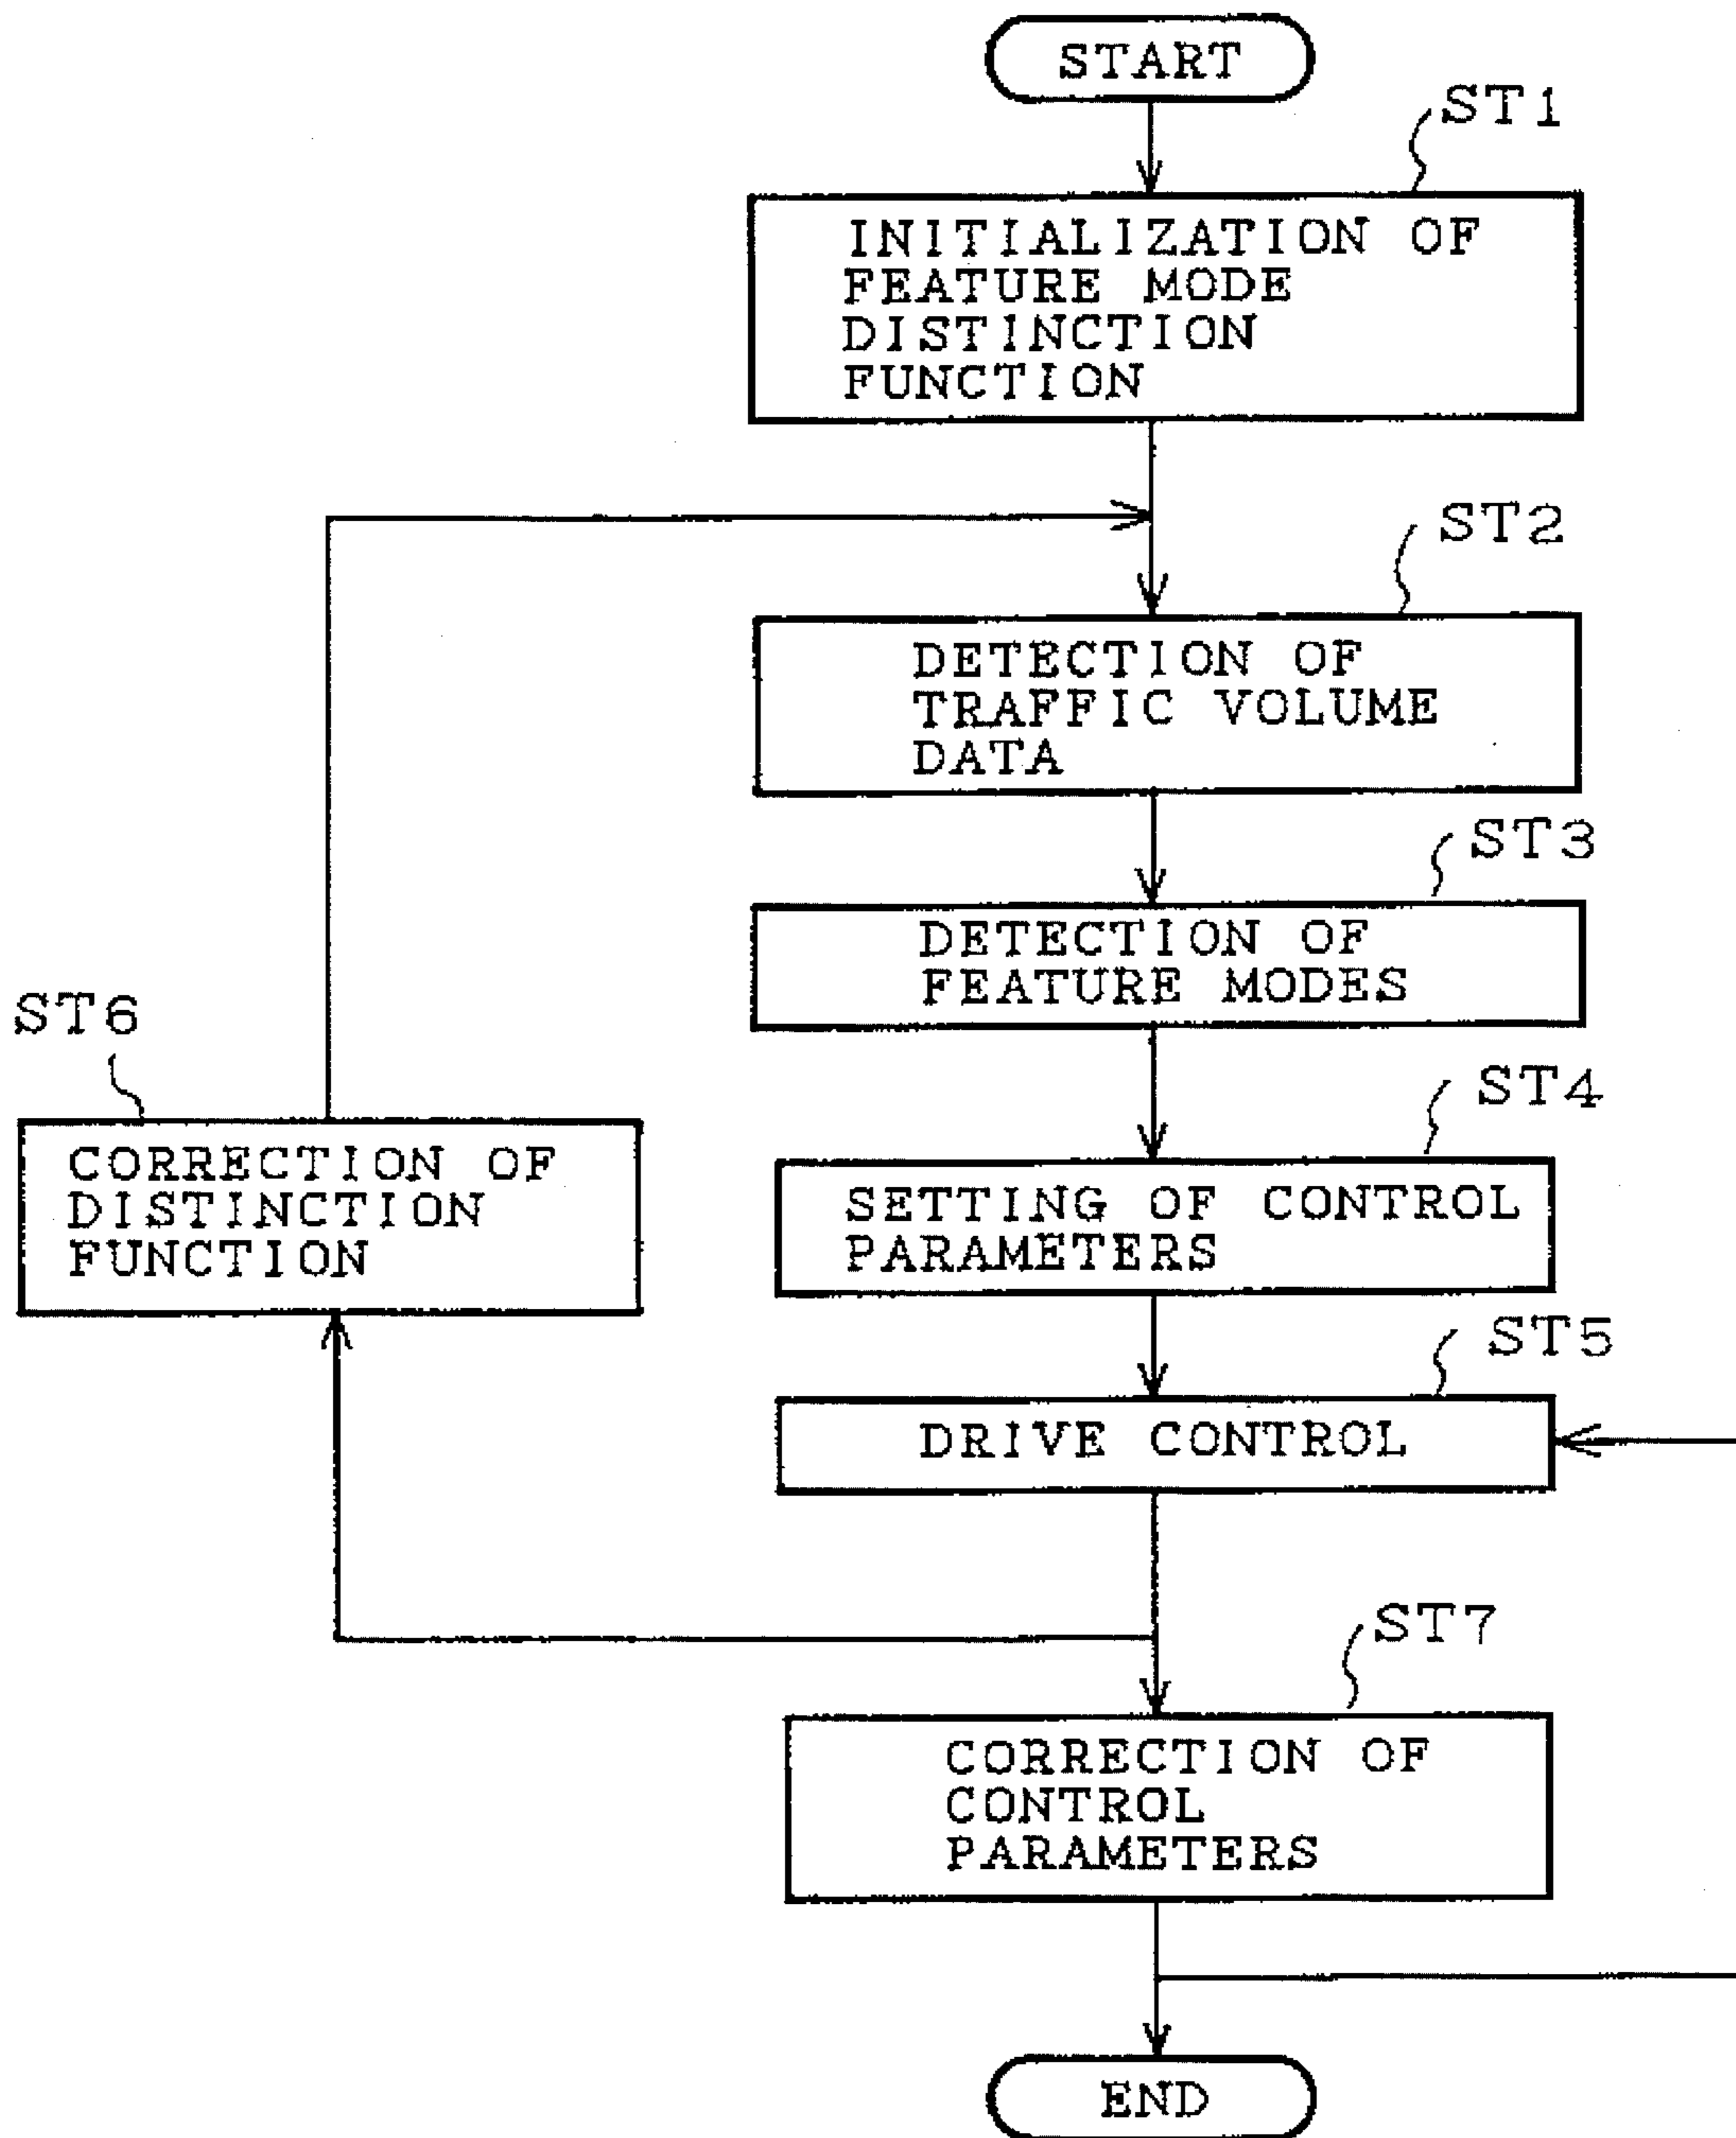 START
ST1
INITIALIZATION OF
FEATURE MODE
DISTINCTION
FUNCTION
ST2
DETECTION OF
TRAFFIC VOLUME
DATA
ST3
DETECTION OF
FEATURE MODES
ST6
CORRECTION OF
DISTINCTION
FUNCTION
ST4
SETTING OF CONTROL
PARAMETERS
ST5
DRIVE CONTROL
ST7
CORRECTION OF
CONTROL
PARAMETERS
END